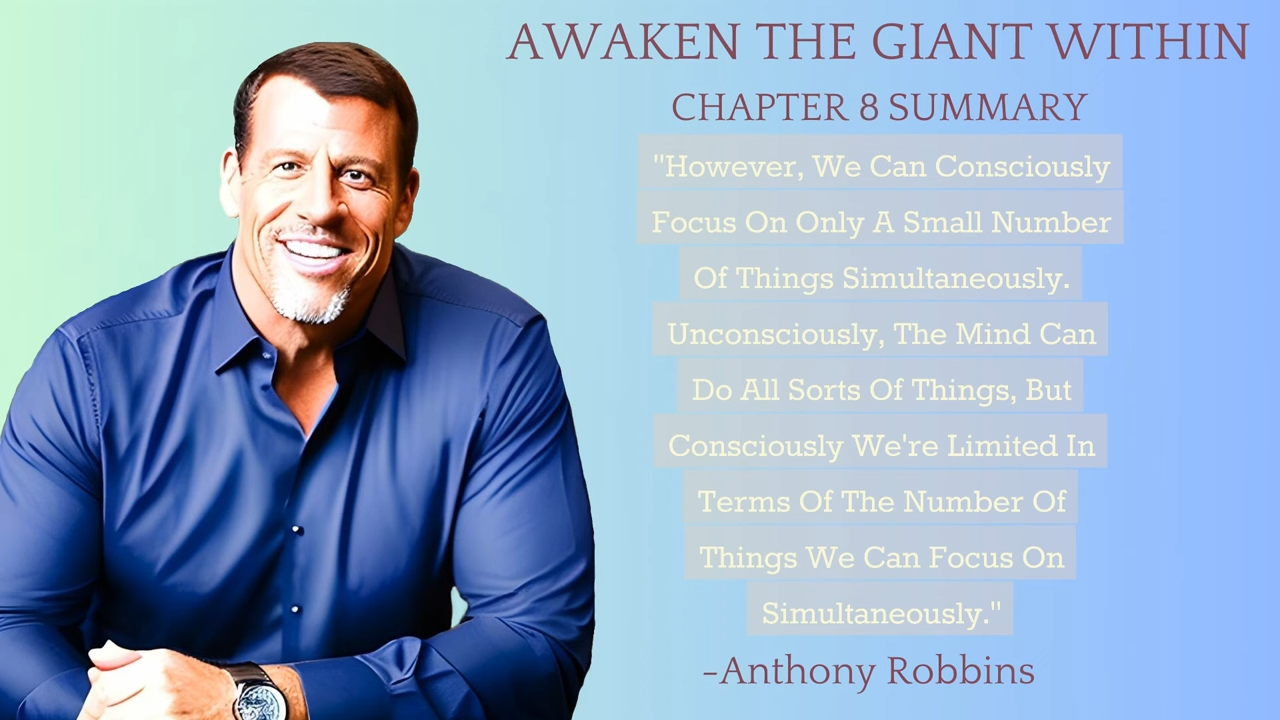 AWAKEN THE GIANT WITHIN
CHAPTER 8 SUMMARY
"However, We Can Consciously
Focus On Only A Small Number
Of Things Simultaneously.
Unconsciously, The Mind Can
Do All Sorts Of Things, But
Consciously We're Limited In
Terms Of The Number Of
Things We Can Focus On
Simultaneously."
-Anthony Robbins